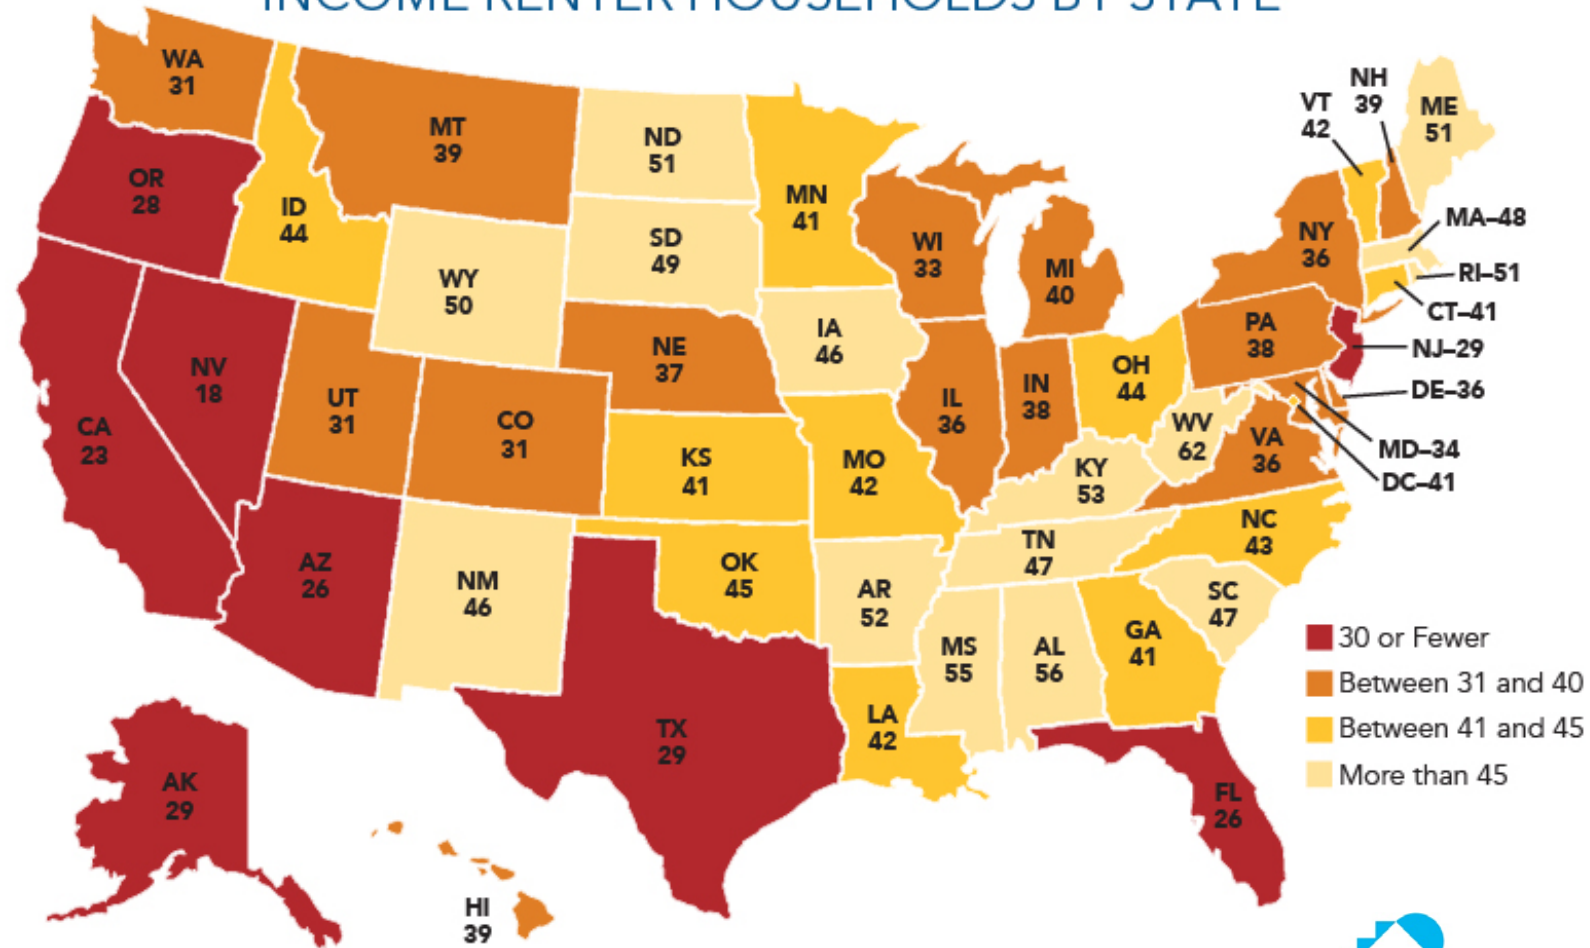 INCOME RENTER HOUSEHOLDS BY STATE
WA
31
MT
39
ND
51
MN
41
VT
42
NH
39
ME
51
OR
28
ID
44
WY
50
SD
49
WI
33
MI
40
NY
36
MA–48
RI–51
CT–41
NJ–29
DE–36
MD–34
DC–41
NV
18
UT
31
CO
31
NE
37
IA
46
IL
36
IN
38
OH
44
PA
38
WV
62
VA
36
CA
23
KS
41
MO
42
KY
53
NC
43
AZ
26
NM
46
OK
45
AR
52
TN
47
SC
47
MS
55
AL
56
GA
41
TX
29
LA
42
FL
26
AK
29
HI
39
30 or Fewer
Between 31 and 40
Between 41 and 45
More than 45